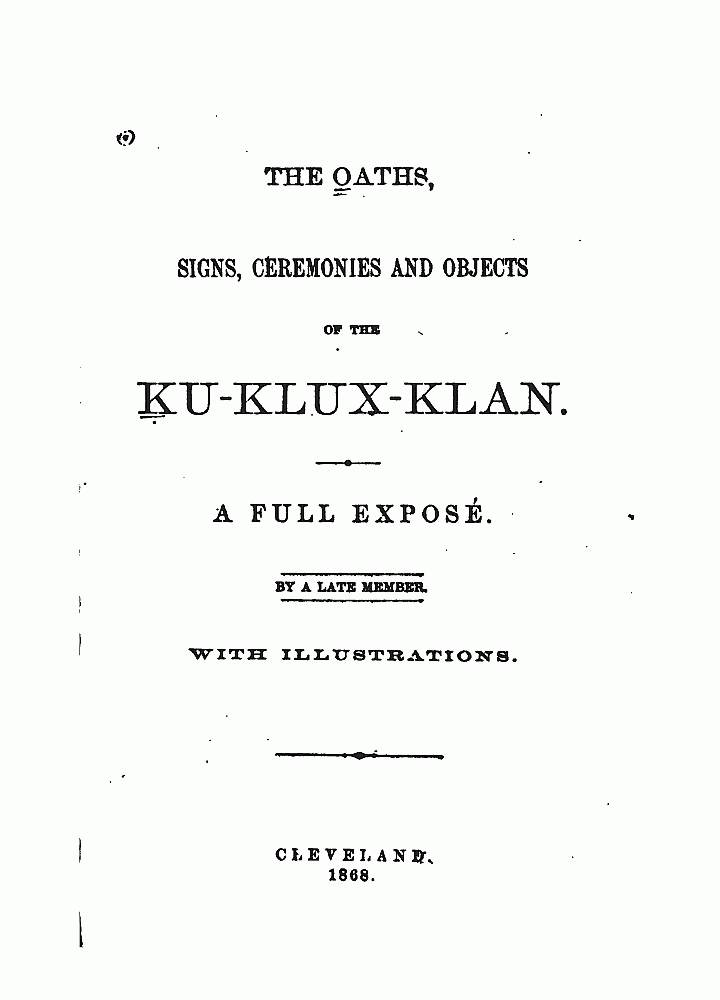 THE OATHS,
SIGNS, CEREMONIES AND OBJECTS
OF THE
KU-KLUX-KLAN.
A FULL EXPOSÉ.
BY A LATE MEMBER.
WITH ILLUSTRATIONS.
CLEVELAND,
1868.